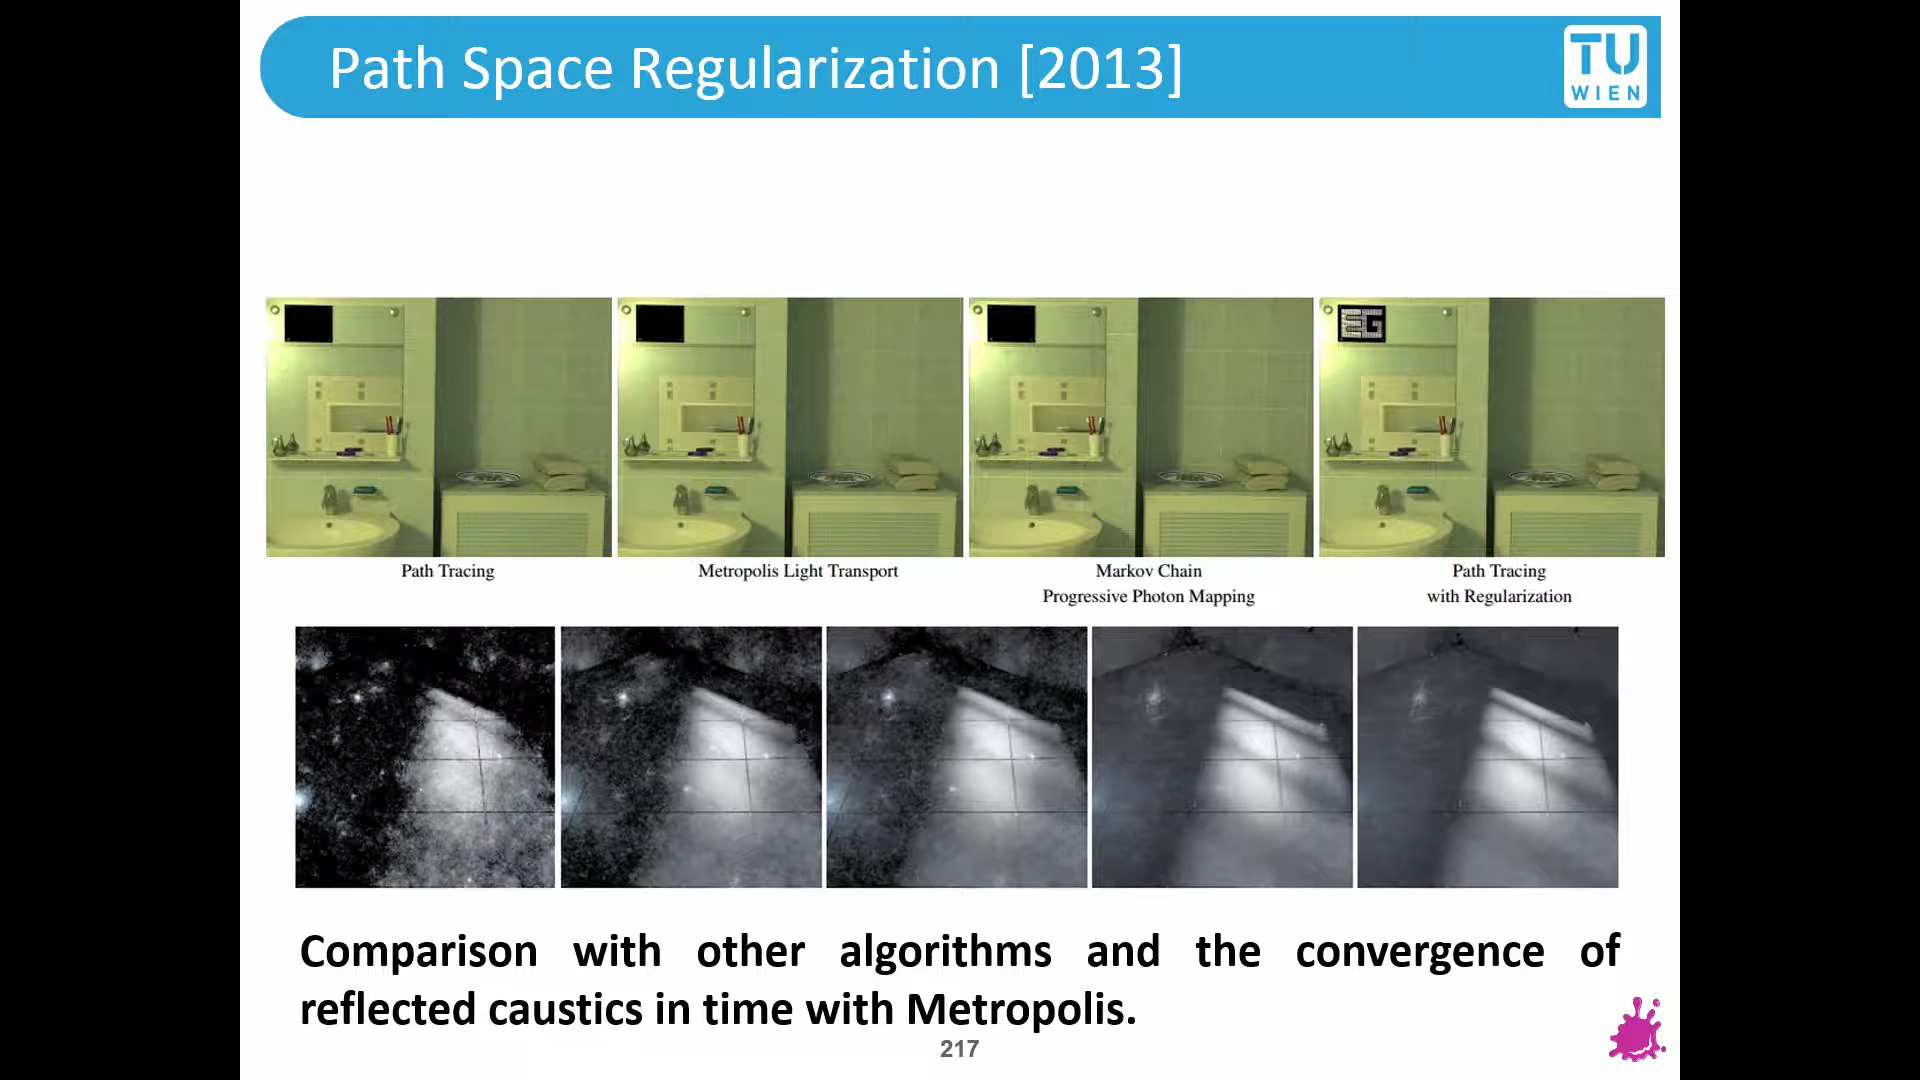 Path Space Regularization [2013]
TU
WIEN
EG
Path Tracing
Metropolis Light Transport
Markov Chain
Progressive Photon Mapping
Path Tracing
with Regularization
Comparison with other algorithms and the convergence of
reflected caustics in time with Metropolis.
217